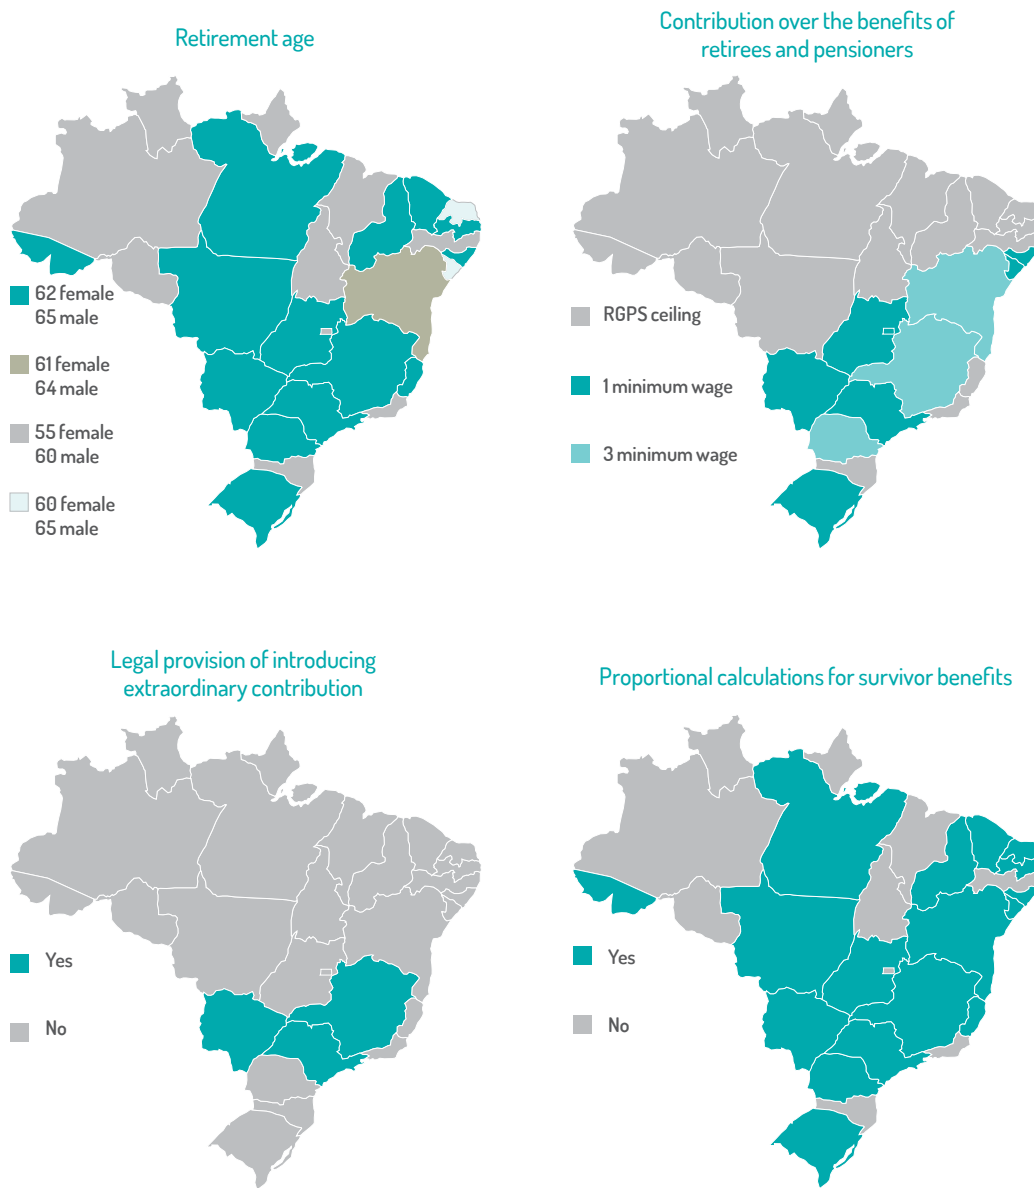 Retirement age
62 female
65 male
61 female
64 male
55 female
60 male
60 female
65 male
Contribution over the benefits of
retirees and pensioners
RGPS ceiling
1 minimum wage
3 minimum wage
Legal provision of introducing
extraordinary contribution
Yes
No
Proportional calculations for survivor benefits
Yes
No